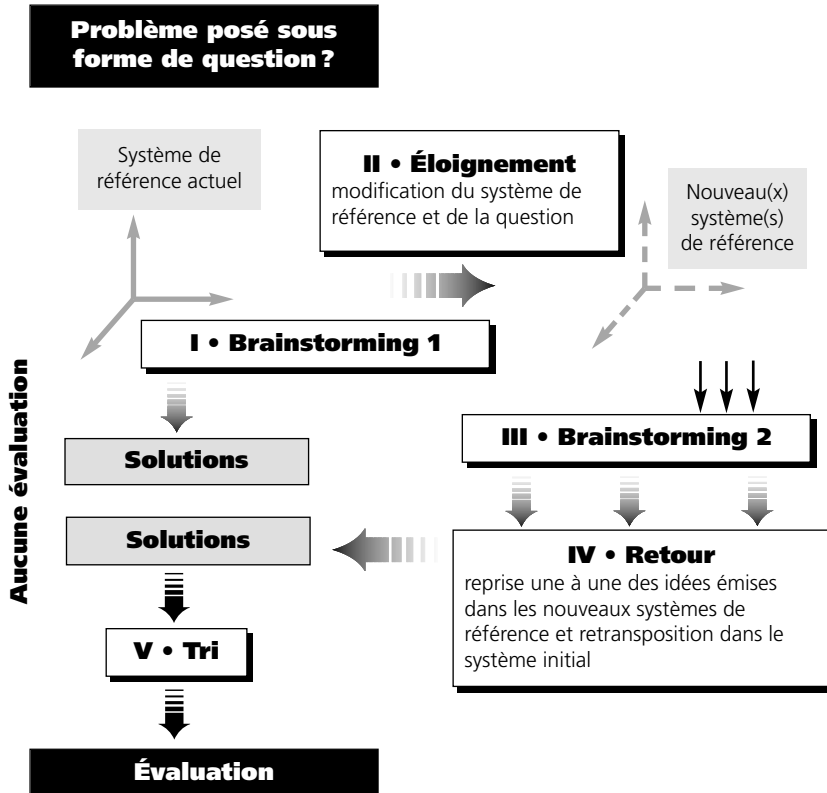 Problème posé sous
forme de question ?
Système de
référence actuel
II • Éloignement
modification du système de
référence et de la question
Nouveau(x)
système(s)
de référence
I • Brainstorming 1
Aucune évaluation
Solutions
III • Brainstorming 2
Solutions
IV • Retour
reprise une à une des idées émises
dans les nouveaux systèmes de
référence et retransposition dans le
système initial
V • Tri
Évaluation